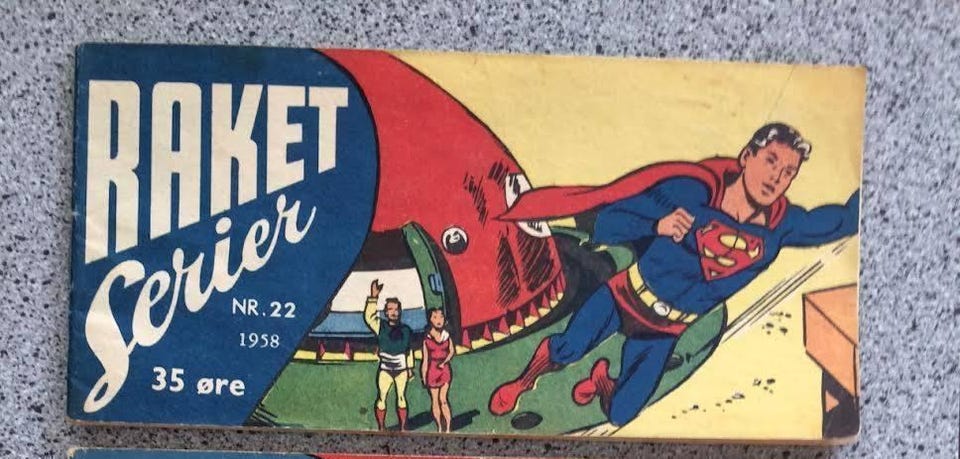 RAKET
Serier
NR. 22
1958
35 øre
S